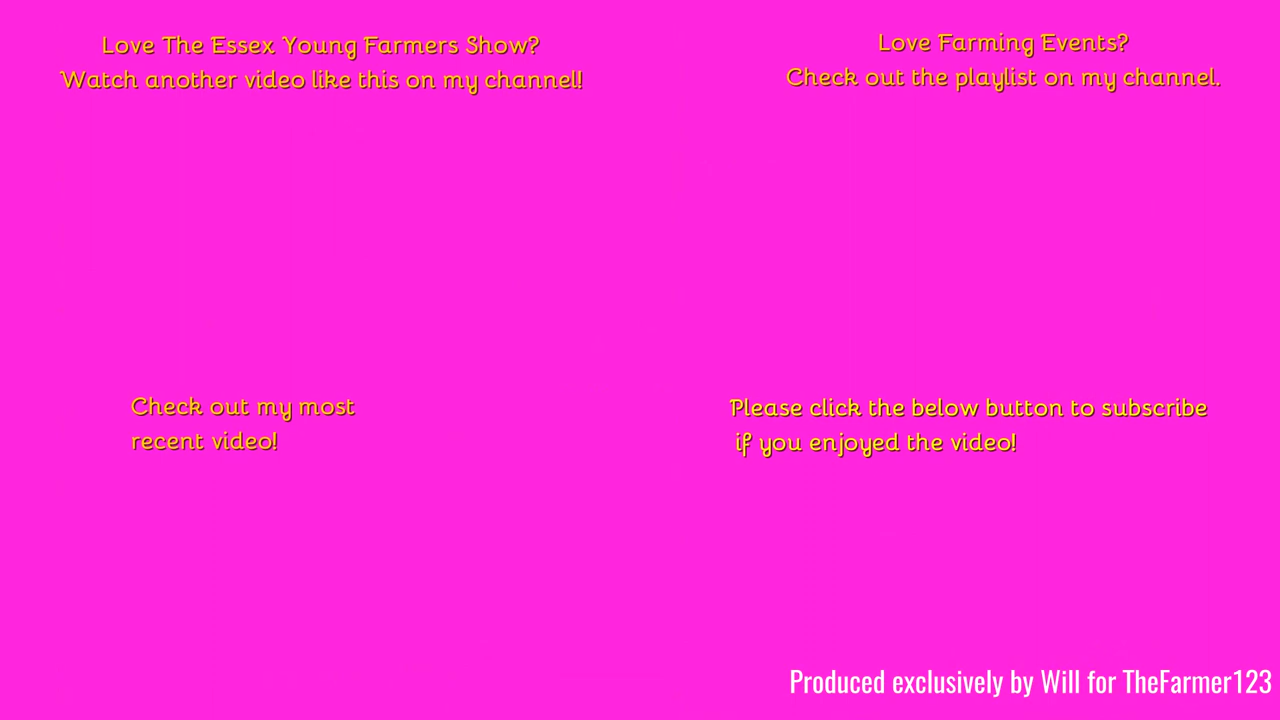 Love The Essex Young Farmers Show?
Watch another video like this on my channel!
Love Farming Events?
Check out the playlist on my channel.
Check out my most
recent video!
Please click the below button to subscribe
if you enjoyed the video!
Produced exclusively by Will for TheFarmer123